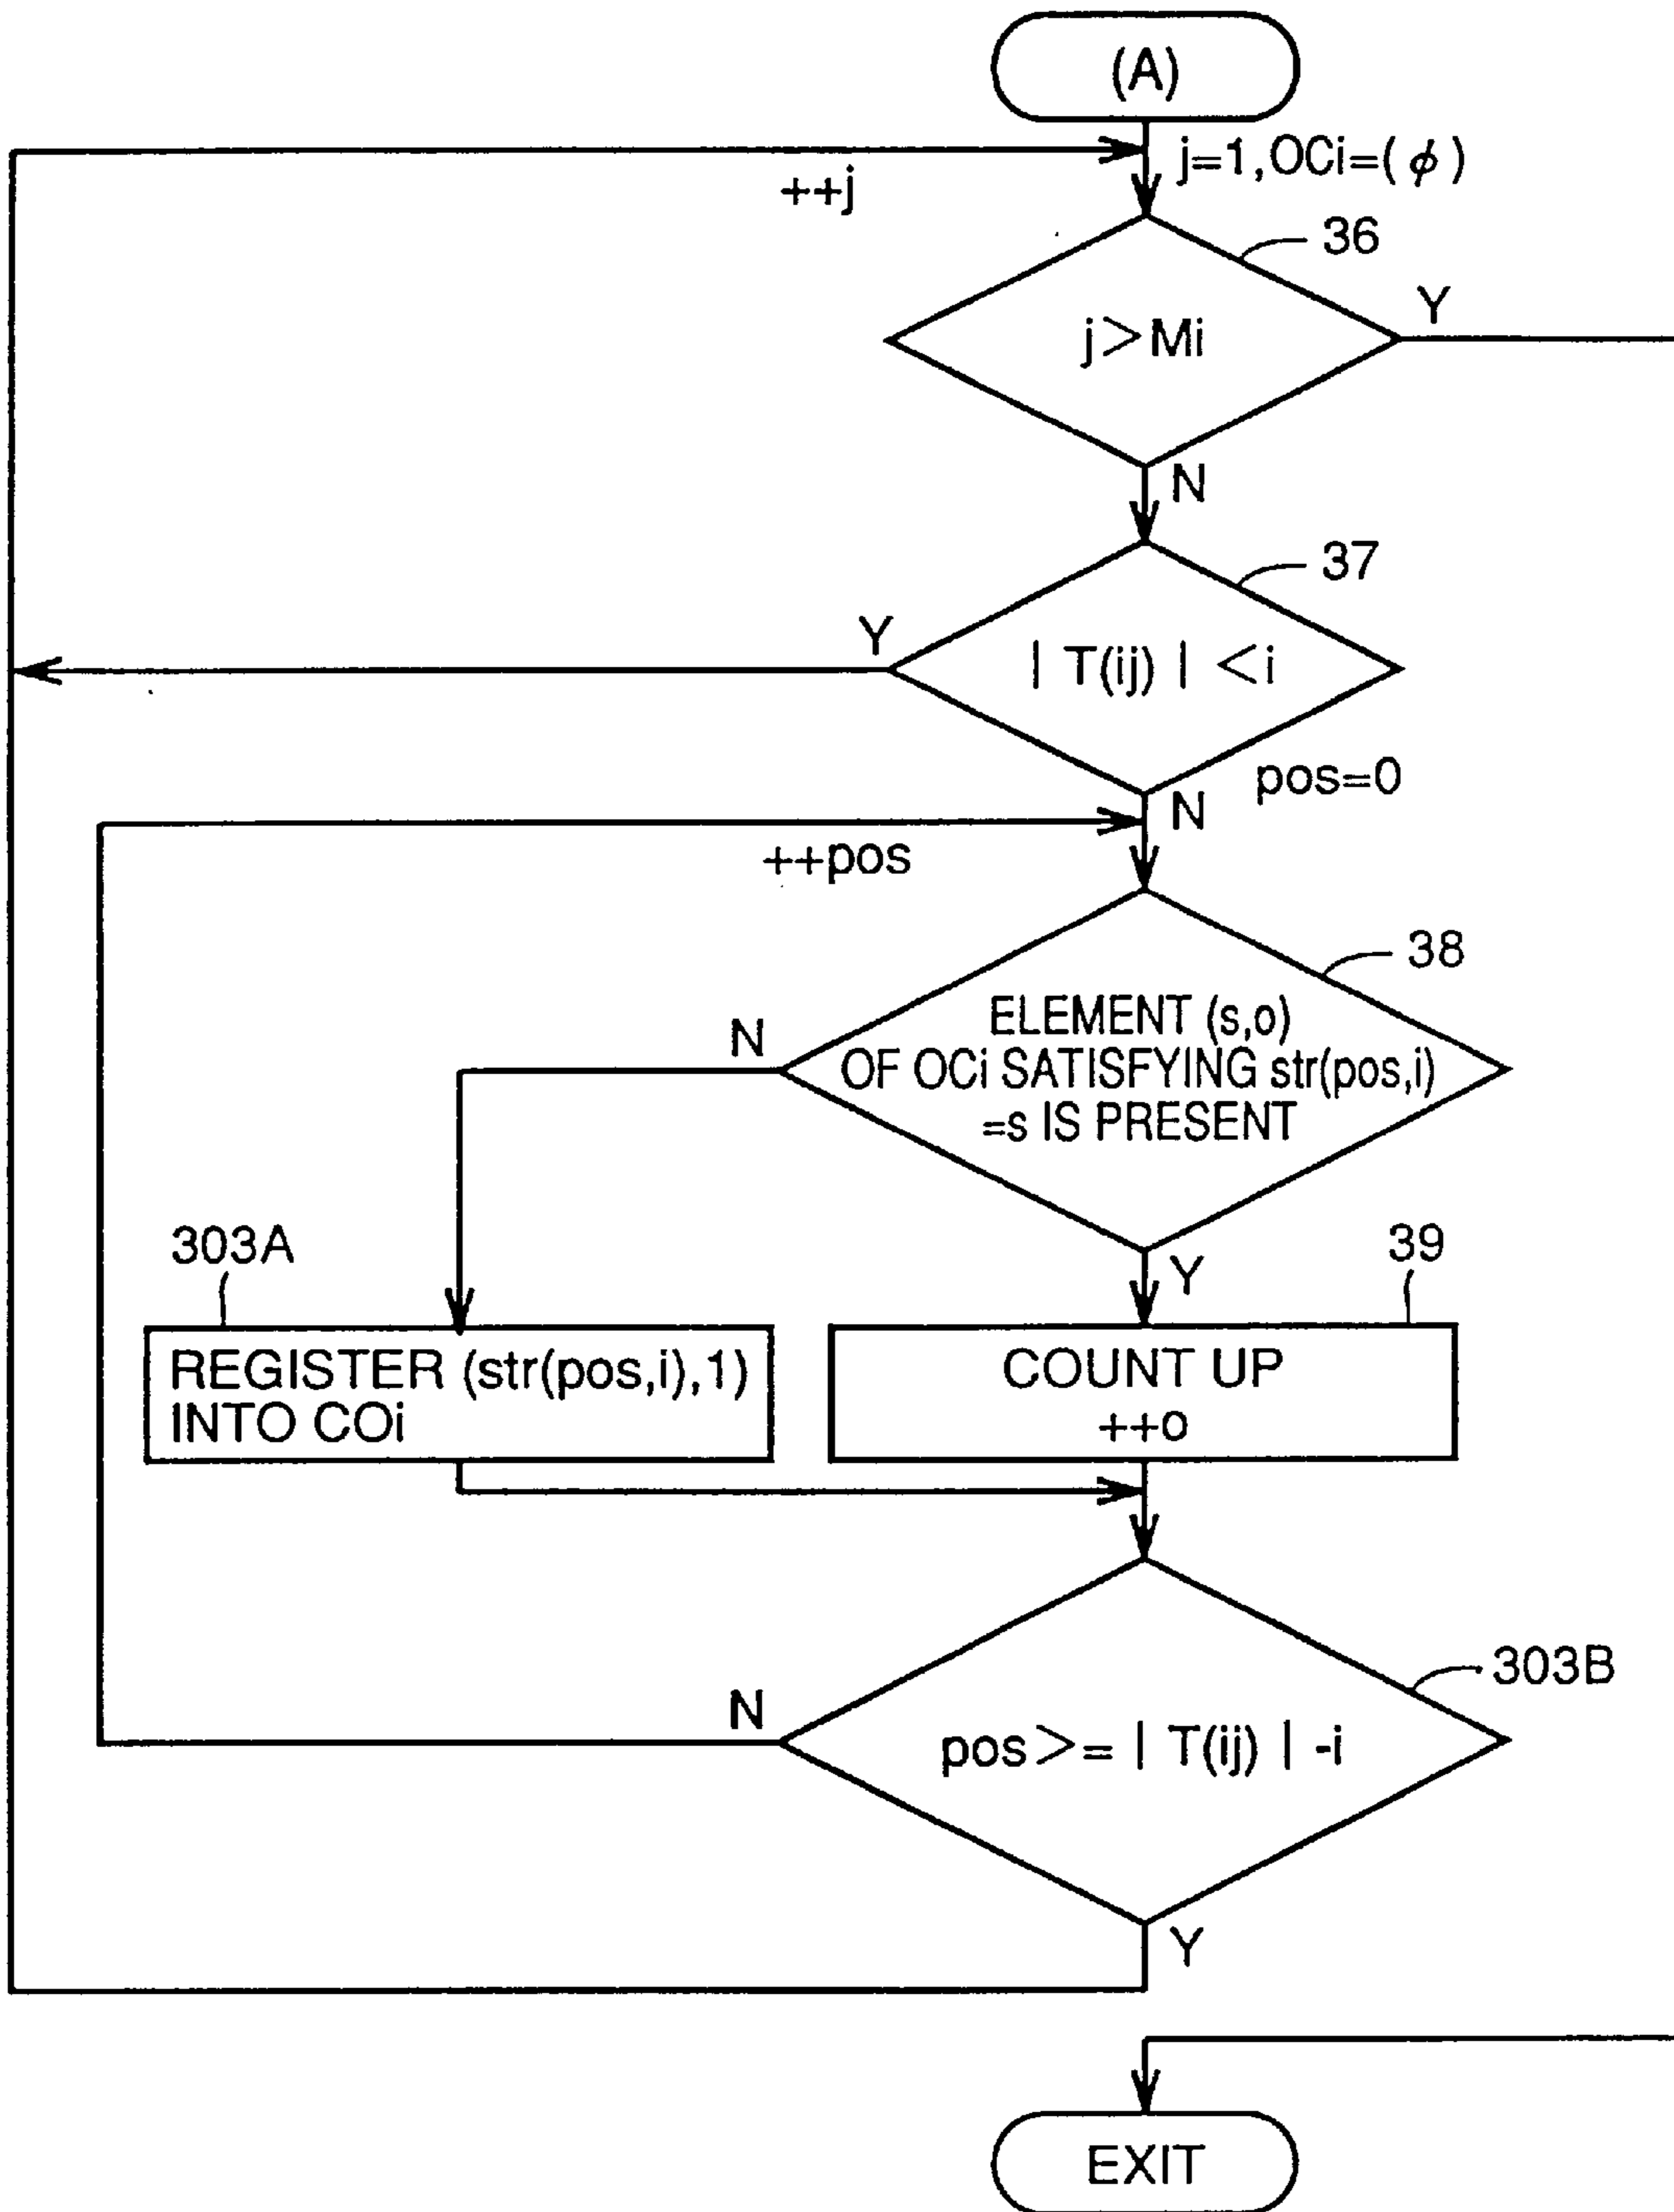 (A)
j=1,OCi=(ϕ)
++j
36
j>Mi
Y
N
37
| T(ij) | <i
Y
pos=0
N
++pos
38
ELEMENT (s,o)
OF OCi SATISFYING str(pos,i)
=s IS PRESENT
N
Y
303A
39
REGISTER (str(pos,i),1)
INTO COi
COUNT UP
++o
303B
pos>= | T(ij) | -i
N
Y
EXIT